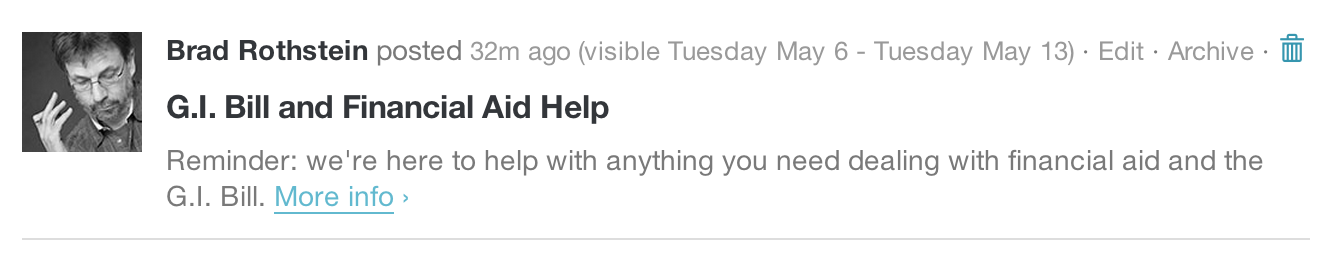 Brad Rothstein posted 32m ago (visible Tuesday May 6 - Tuesday May 13) · Edit · Archive ·
G.I. Bill and Financial Aid Help
Reminder: we're here to help with anything you need dealing with financial aid and the
G.I. Bill. More info ›